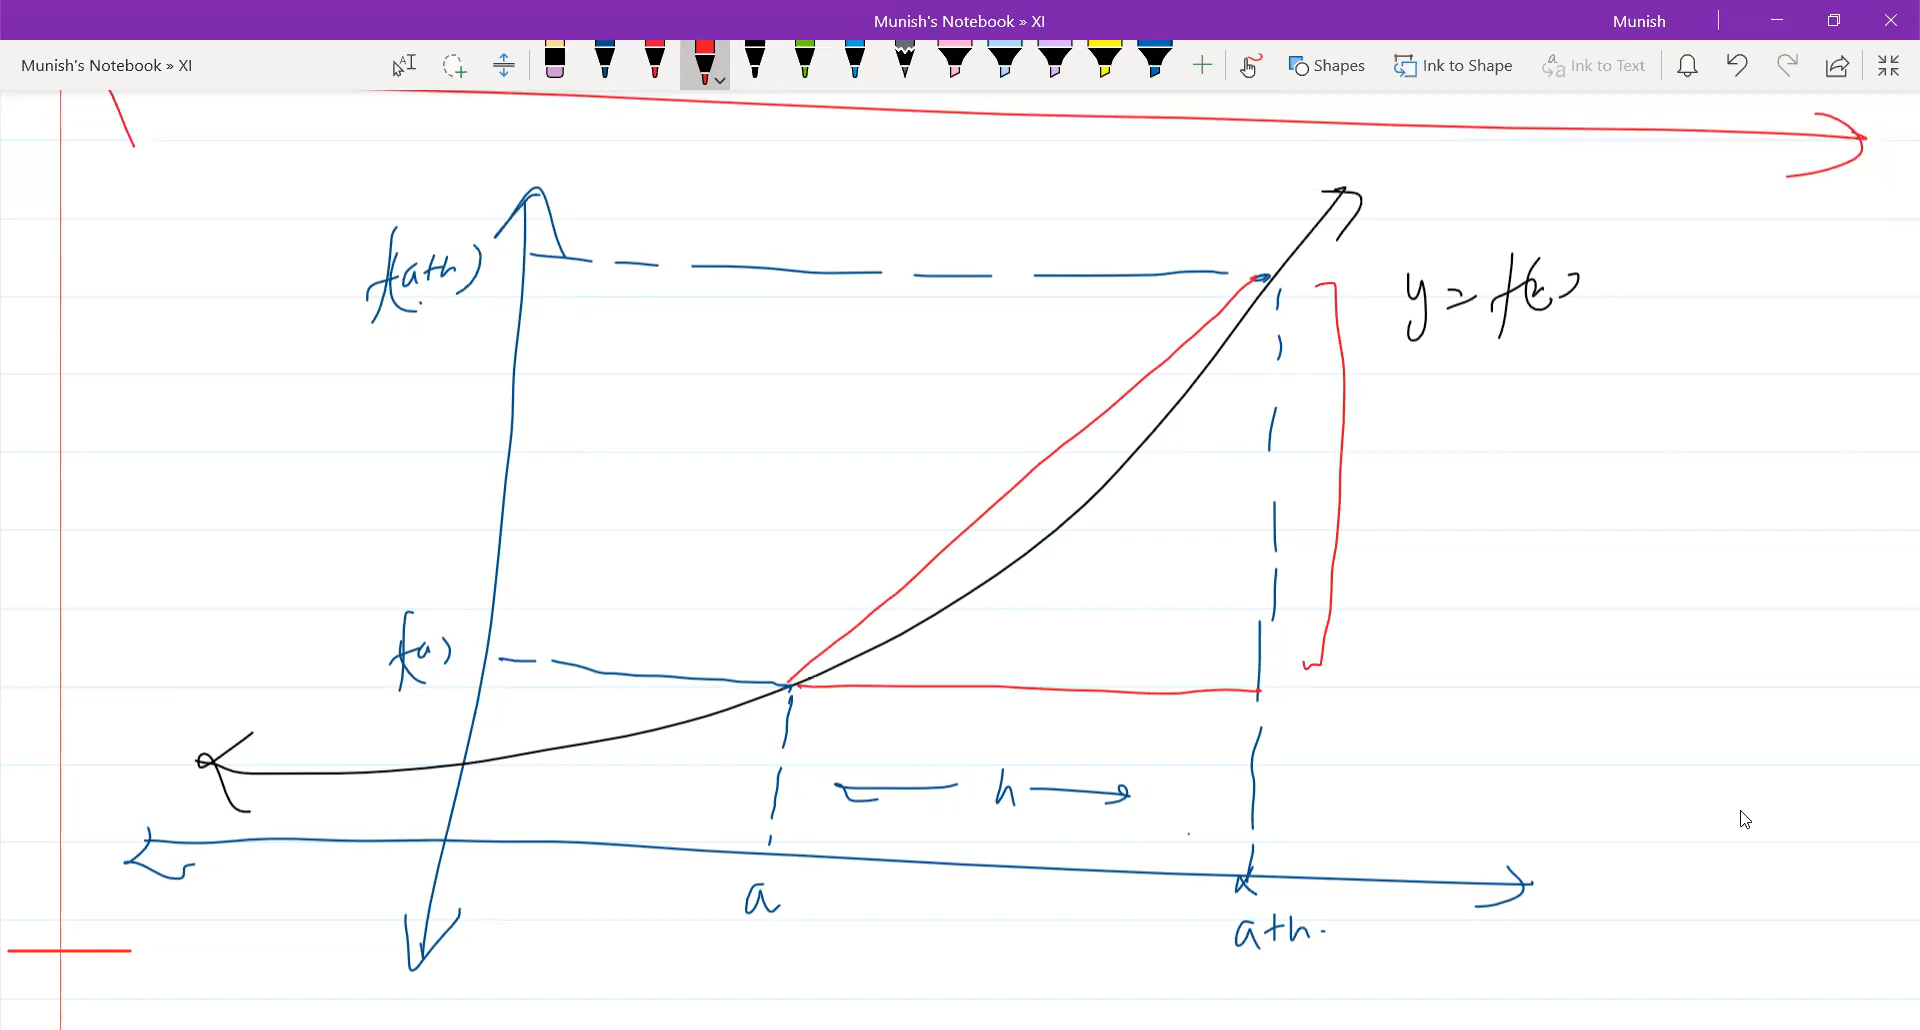 Munish's Notebook » XI
Munish
Munish's Notebook » XI
Shapes
Ink to Shape
Ink to Text
f(a+h)
y = f(x)
f(a)
h
a
a+h.